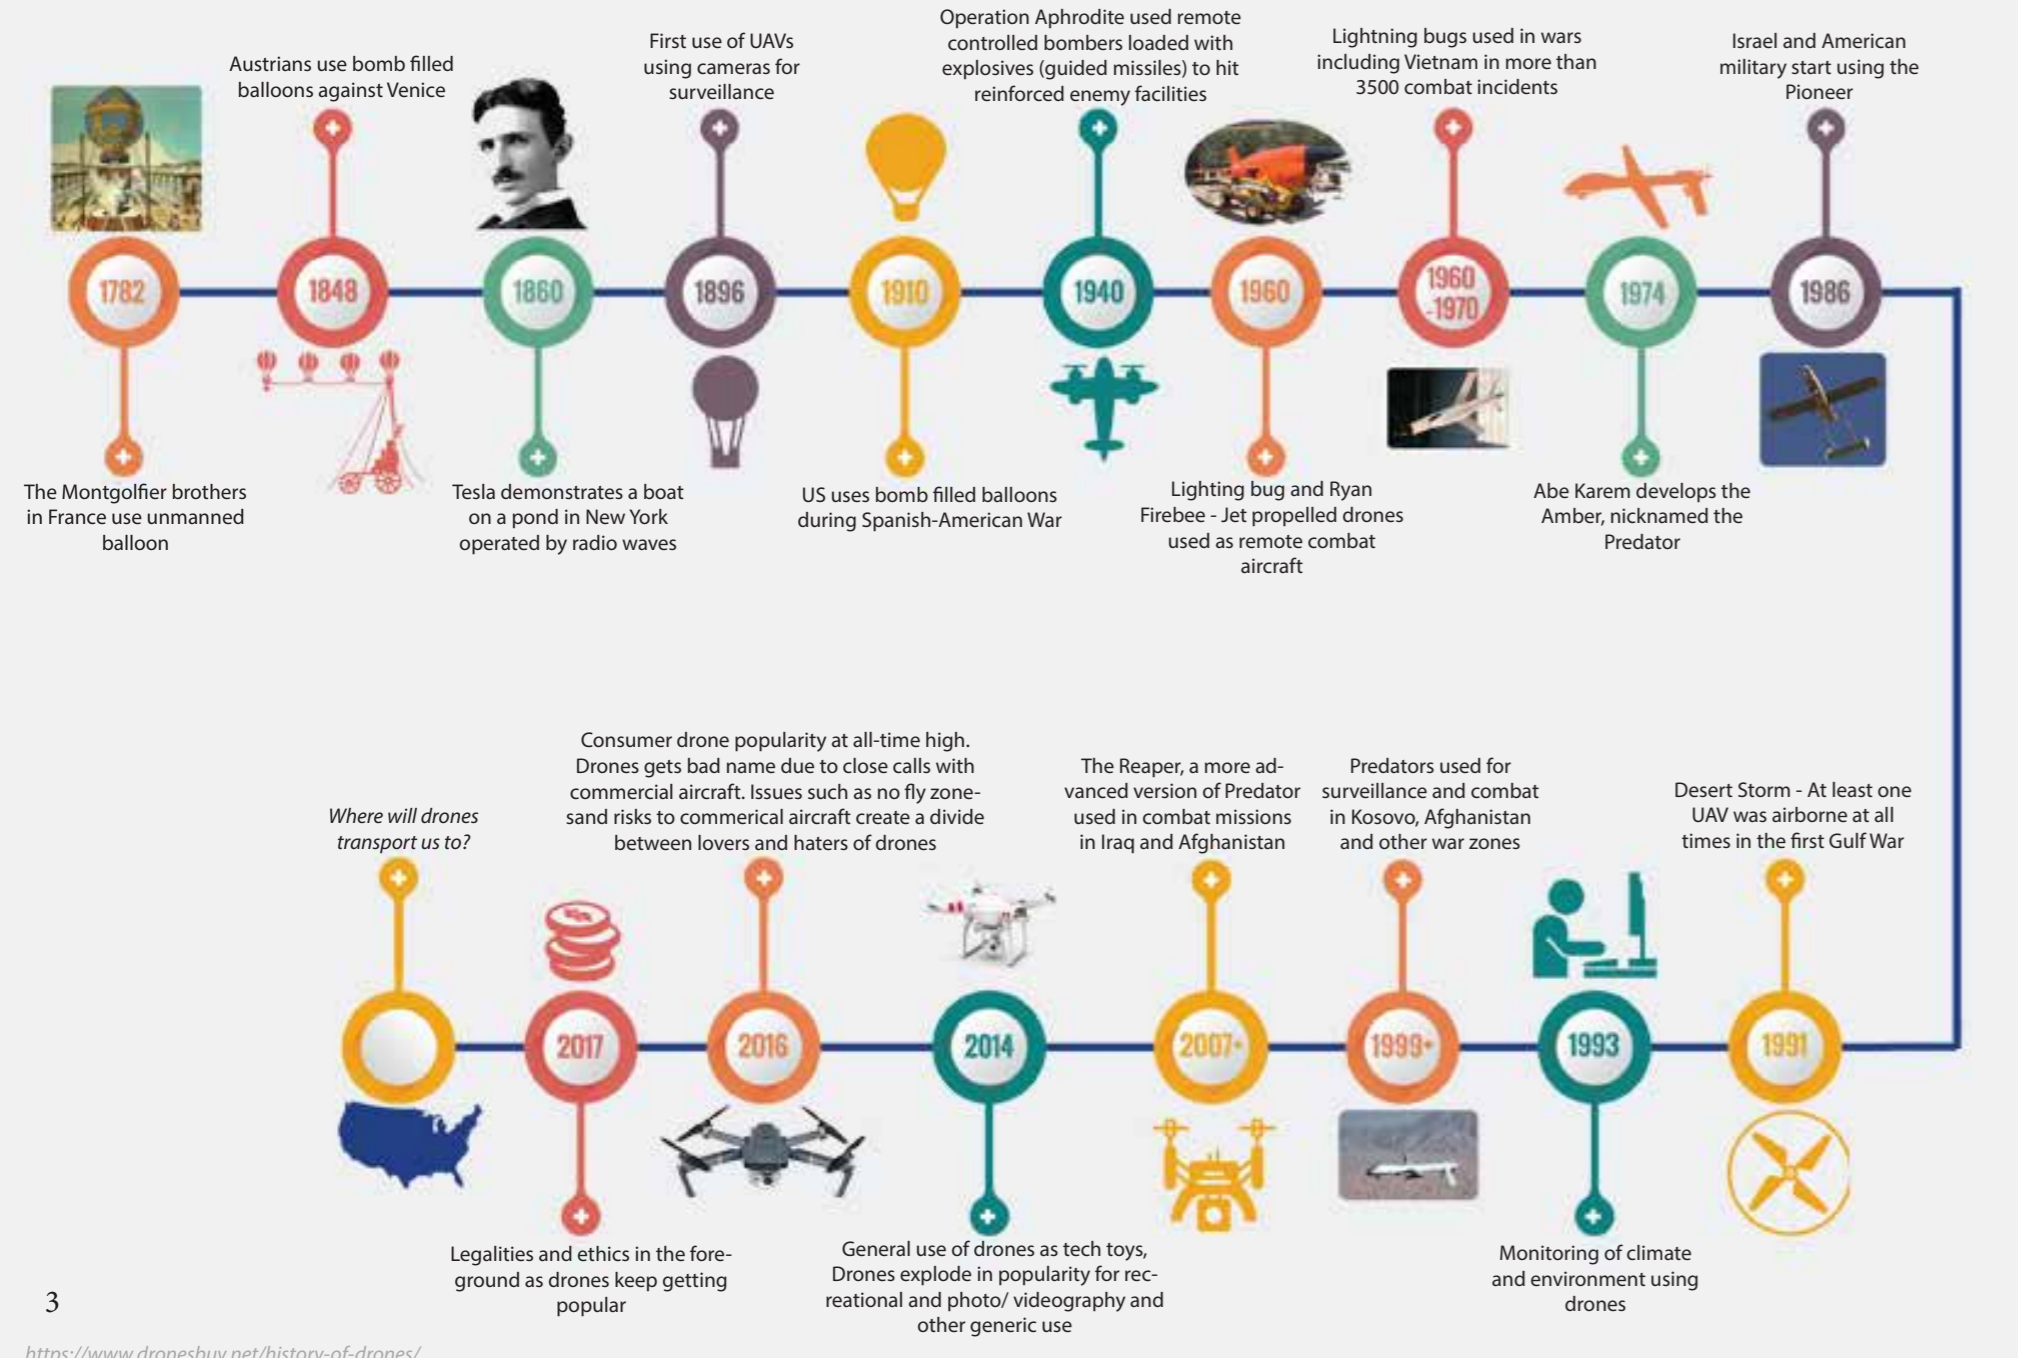 The Montgolfier brothers
in France use unmanned
balloon
1782
Austrians use bomb filled
balloons against Venice
1848
1860
Tesla demonstrates a boat
on a pond in New York
operated by radio waves
First use of UAVs
using cameras for
surveillance
1896
1910
US uses bomb filled balloons
during Spanish-American War
Operation Aphrodite used remote
controlled bombers loaded with
explosives (guided missiles) to hit
reinforced enemy facilities
1940
1960
Lighting bug and Ryan
Firebee - Jet propelled drones
used as remote combat
aircraft
Lightning bugs used in wars
including Vietnam in more than
3500 combat incidents
1960
-1970
1974
Abe Karem develops the
Amber, nicknamed the
Predator
Israel and American
military start using the
Pioneer
1986
Desert Storm - At least one
UAV was airborne at all
times in the first Gulf War
1991
1993
Monitoring of climate
and environment using
drones
Predators used for
surveillance and combat
in Kosovo, Afghanistan
and other war zones
1999+
The Reaper, a more ad-
vanced version of Predator
used in combat missions
in Iraq and Afghanistan
2007+
2014
General use of drones as tech toys,
Drones explode in popularity for rec-
reational and photo/ videography and
other generic use
Consumer drone popularity at all-time high.
Drones gets bad name due to close calls with
commercial aircraft. Issues such as no fly zone-
sand risks to commerical aircraft create a divide
between lovers and haters of drones
2016
2017
Legalities and ethics in the fore-
ground as drones keep getting
popular
Where will drones
transport us to?
3
https://www.dronesbuy.net/history-of-drones/